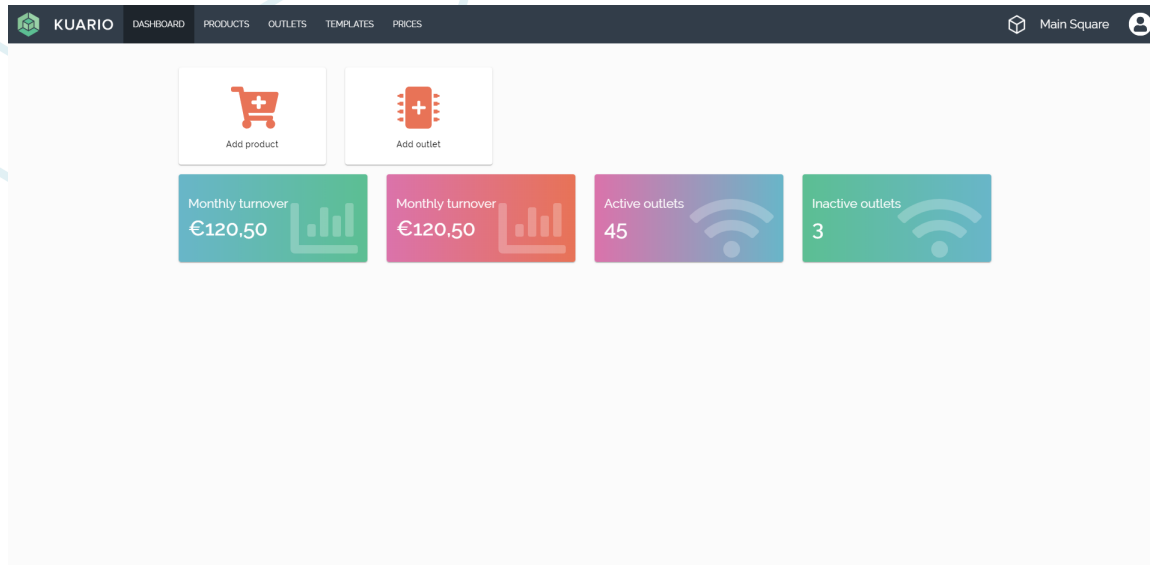 KUARIO DASHBOARD PRODUCTS OUTLETS TEMPLATES PRICES Main Square
Add product Add outlet
Monthly turnover Monthly turnover Active outlets Inactive outlets
€120,50 €120,50 45 3